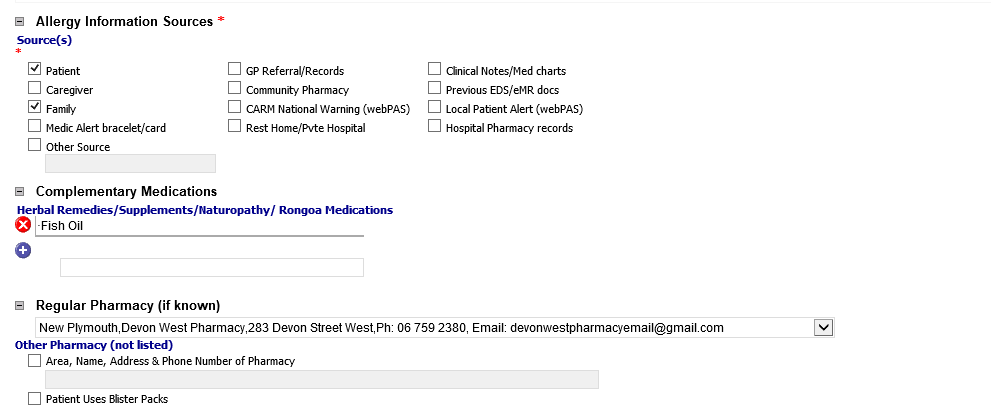 Allergy Information Sources *
Source(s)
*
Patient GP Referral/Records Clinical Notes/Med charts
Caregiver Community Pharmacy Previous EDS/eMR docs
Family CARM National Warning (webPAS) Local Patient Alert (webPAS)
Medic Alert bracelet/card Rest Home/Pvte Hospital Hospital Pharmacy records
Other Source
Complementary Medications
Herbal Remedies/Supplements/Naturopathy/ Rongoa Medications
-Fish Oil
Regular Pharmacy (if known)
New Plymouth,Devon West Pharmacy,283 Devon Street West,Ph: 06 759 2380, Email: devonwestpharmacyemail@gmail.com
Other Pharmacy (not listed)
Area, Name, Address & Phone Number of Pharmacy
Patient Uses Blister Packs